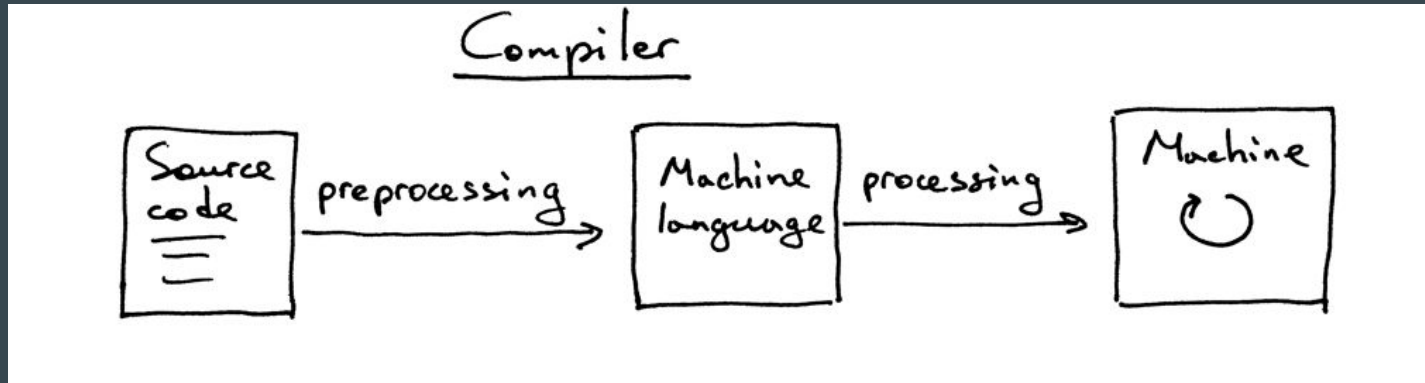 Compiler
Source
code
preprocessing
Machine
language
processing
Machine